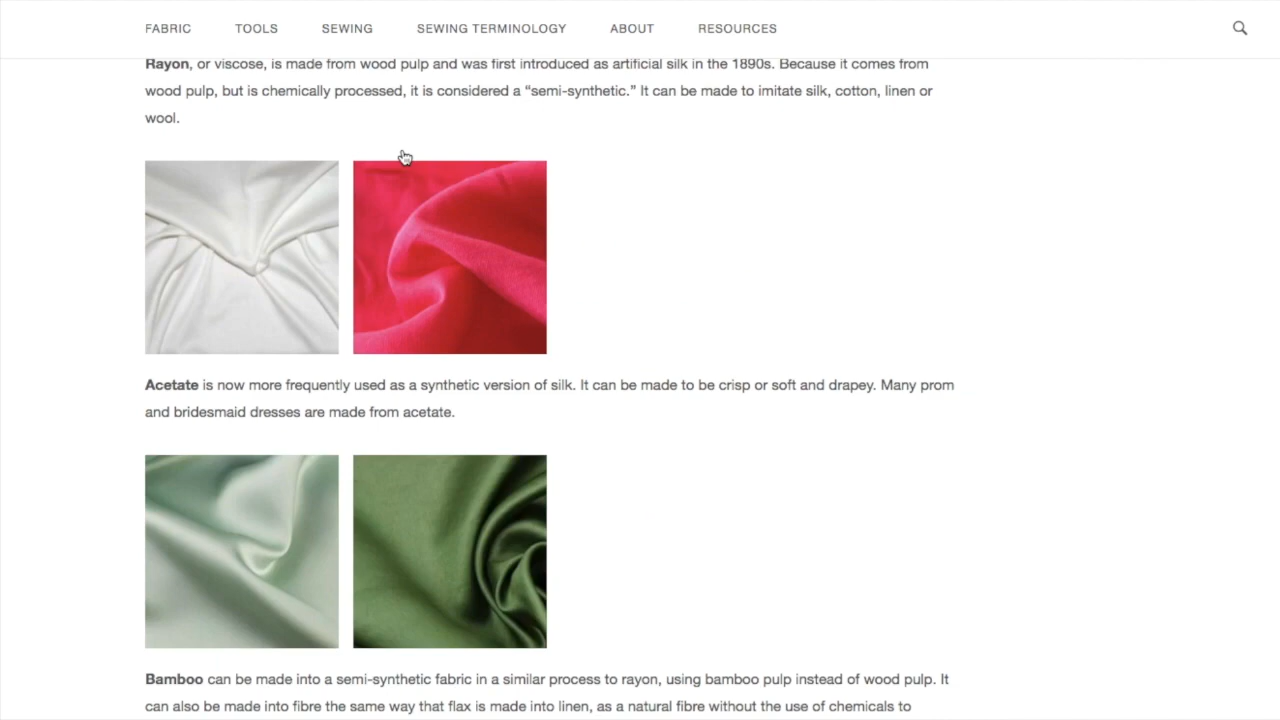 FABRIC TOOLS SEWING SEWING TERMINOLOGY ABOUT RESOURCES
Rayon, or viscose, is made from wood pulp and was first introduced as artificial silk in the 1890s. Because it comes from
wood pulp, but is chemically processed, it is considered a “semi-synthetic.” It can be made to imitate silk, cotton, linen or
wool.
Acetate is now more frequently used as a synthetic version of silk. It can be made to be crisp or soft and drapey. Many prom
and bridesmaid dresses are made from acetate.
Bamboo can be made into a semi-synthetic fabric in a similar process to rayon, using bamboo pulp instead of wood pulp. It
can also be made into fibre the same way that flax is made into linen, as a natural fibre without the use of chemicals to